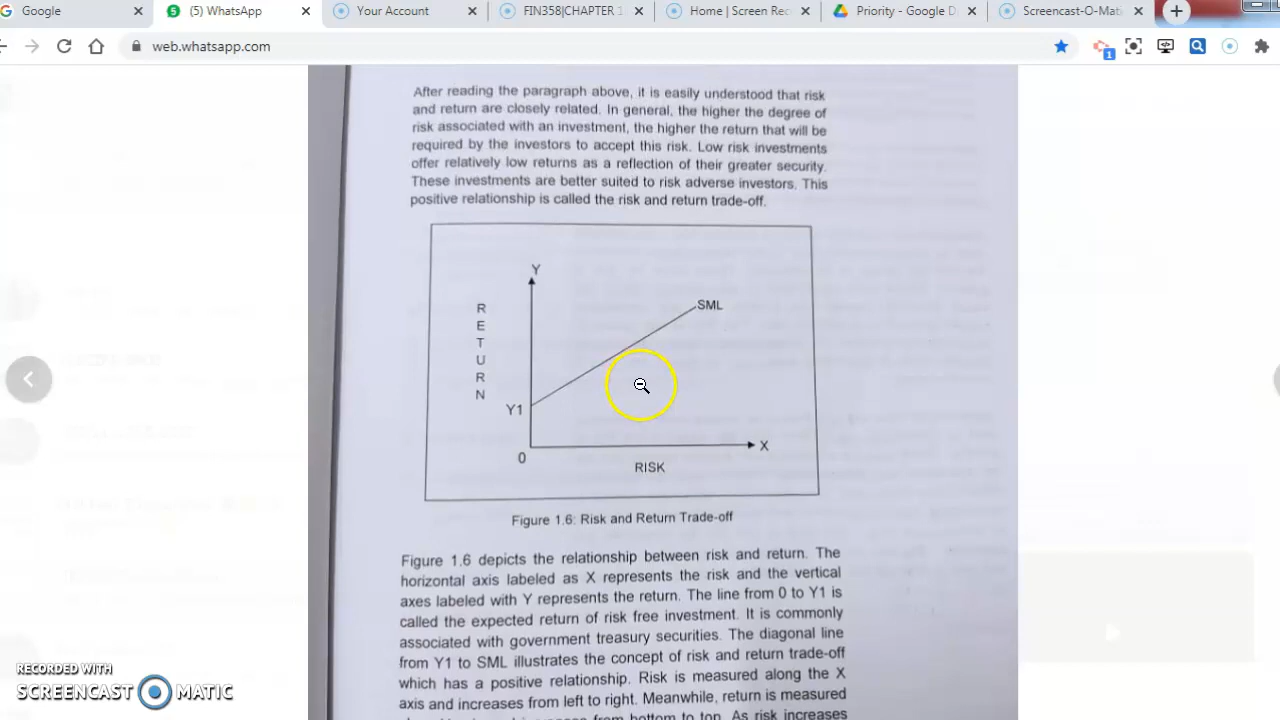 Google
(5) WhatsApp
Your Account
FIN358|CHAPTER 1
Home | Screen Rec
Priority - Google D
Screencast-O-Mati
web.whatsapp.com
1
After reading the paragraph above, it is easily understood that risk
and return are closely related. In general, the higher the degree of
risk associated with an investment, the higher the return that will be
required by the investors to accept this risk. Low risk investments
offer relatively low returns as a reflection of their greater security.
These investments are better suited to risk adverse investors. This
positive relationship is called the risk and return trade-off.
Y
RETURN
SML
Y1
0
X
RISK
Figure 1.6: Risk and Return Trade-off
Figure 1.6 depicts the relationship between risk and return. The
horizontal axis labeled as X represents the risk and the vertical
axes labeled with Y represents the return. The line from 0 to Y1 is
called the expected return of risk free investment. It is commonly
associated with government treasury securities. The diagonal line
from Y1 to SML illustrates the concept of risk and return trade-off
which has a positive relationship. Risk is measured along the X
axis and increases from left to right. Meanwhile, return is measured
from bottom to top. As risk increases
RECORDED WITH
SCREENCAST MATIC